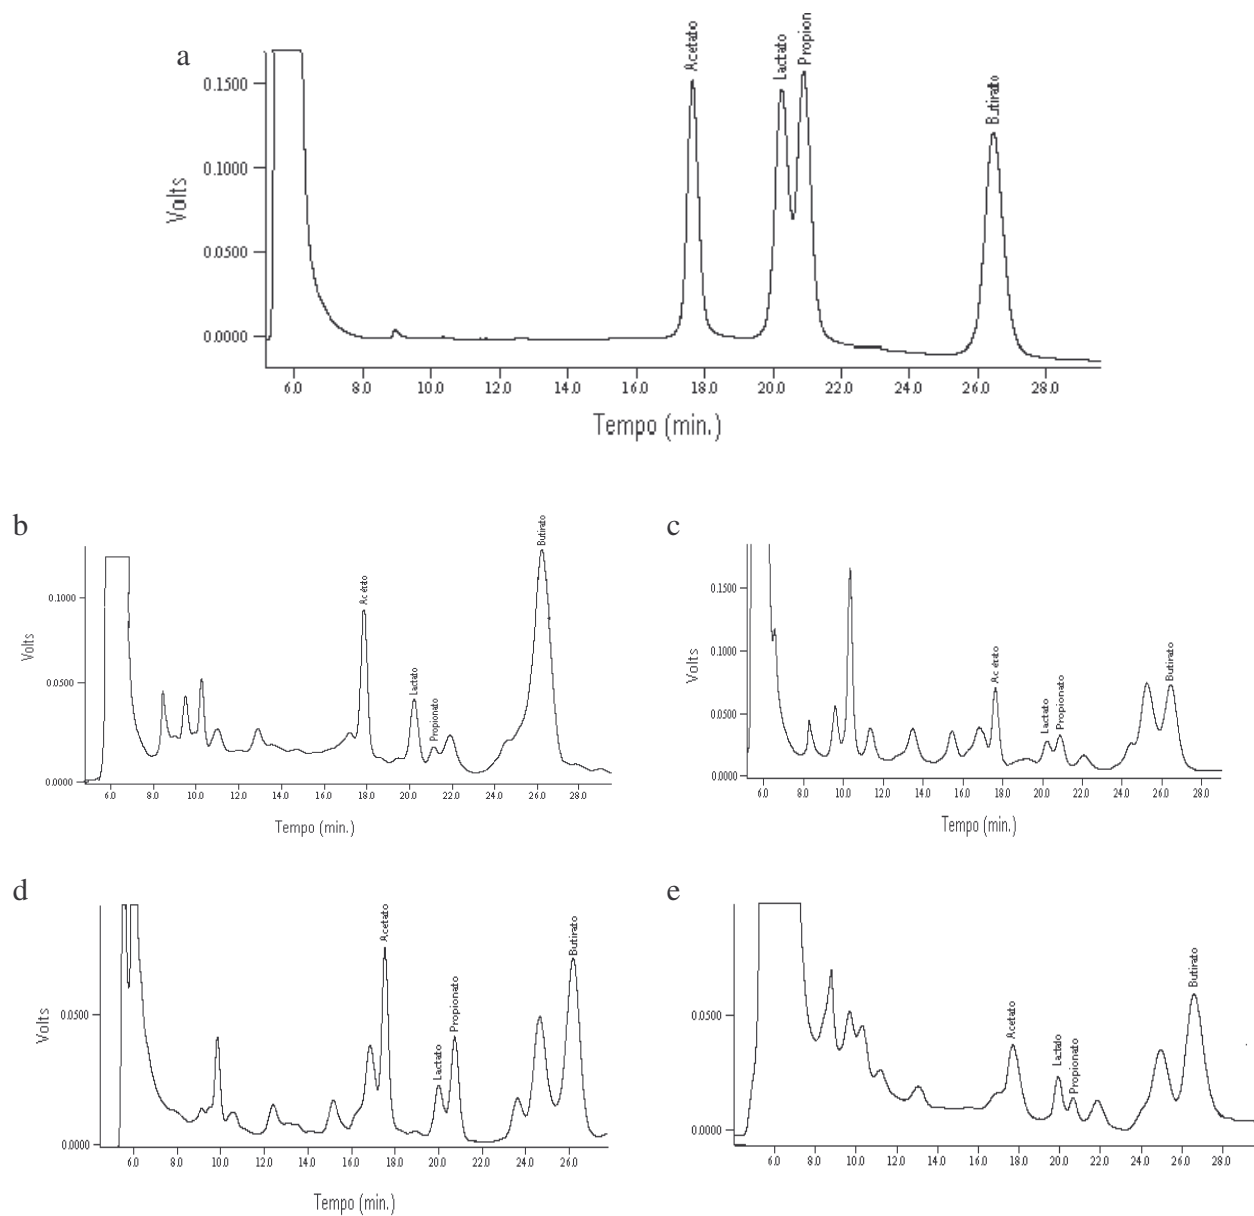 a
Acetato
Lactato
Propion
Butirato
0.1500
0.1000
0.0500
0.0000
Volts
6.0 8.0 10.0 12.0 14.0 16.0 18.0 20.0 22.0 24.0 26.0 28.0
Tempo (min.)
b
Acetato
Lactato
Propionato
Butirato
0.1000
0.0500
0.0000
Volts
6.0 8.0 10.0 12.0 14.0 16.0 18.0 20.0 22.0 24.0 26.0 28.0
Tempo (min.)
c
Acetato
Lactato
Propionato
Butirato
0.1500
0.1000
0.0500
0.0000
Volts
6.0 8.0 10.0 12.0 14.0 16.0 18.0 20.0 22.0 24.0 26.0 28.0
Tempo (min.)
d
Acetato
Lactato
Propionato
Butirato
0.0500
0.0000
Volts
6.0 8.0 10.0 12.0 14.0 16.0 18.0 20.0 22.0 24.0 26.0
Tempo (min.)
e
Acetato
Lactato
Propionato
Butirato
0.0500
0.0000
6.0 8.0 10.0 12.0 14.0 16.0 18.0 20.0 22.0 24.0 26.0 28.0